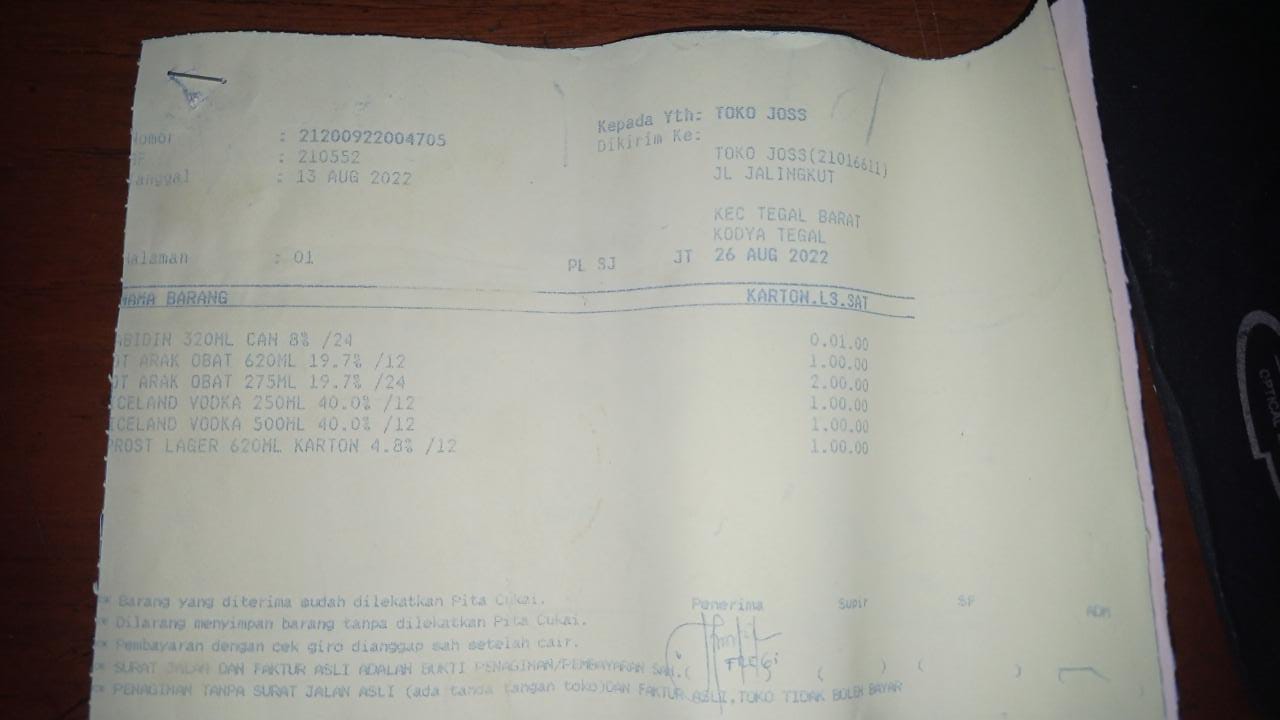 Nomor : 21200922004705
: 210552
Tanggal : 13 AUG 2022
Kepada Yth: TOKO JOSS
Dikirim Ke:
TOKO JOSS(21016611)
JL JALINGKUT
KEC TEGAL BARAT
KODYA TEGAL
Halaman : 01
PL SJ JT 26 AUG 2022
NAMA BARANG KARTON.LS.SAT
ABIDIN 320ML CAN 8% /24 0.01.00
OT ARAK OBAT 620ML 19.7% /12 1.00.00
OT ARAK OBAT 275ML 19.7% /24 2.00.00
ICELAND VODKA 250ML 40.0% /12 1.00.00
ICELAND VODKA 500ML 40.0% /12 1.00.00
PROST LAGER 620ML KARTON 4.8% /12 1.00.00
* Barang yang diterima sudah dilekatkan Pita Cukai.
* Dilarang menyimpan barang tanpa dilekatkan Pita Cukai.
* Pembayaran dengan cek giro dianggap sah setelah cair.
* SURAT JALAN DAN FAKTUR ASLI ADALAH BUKTI PENAGIHAN/PEMBAYARAN SAH.
* PENAGIHAN TANPA SURAT JALAN ASLI (ada tanda tangan toko)DAN FAKTUR ASLI,TOKO TIDAK BOLEH BAYAR
Penerima Supir SF ADM